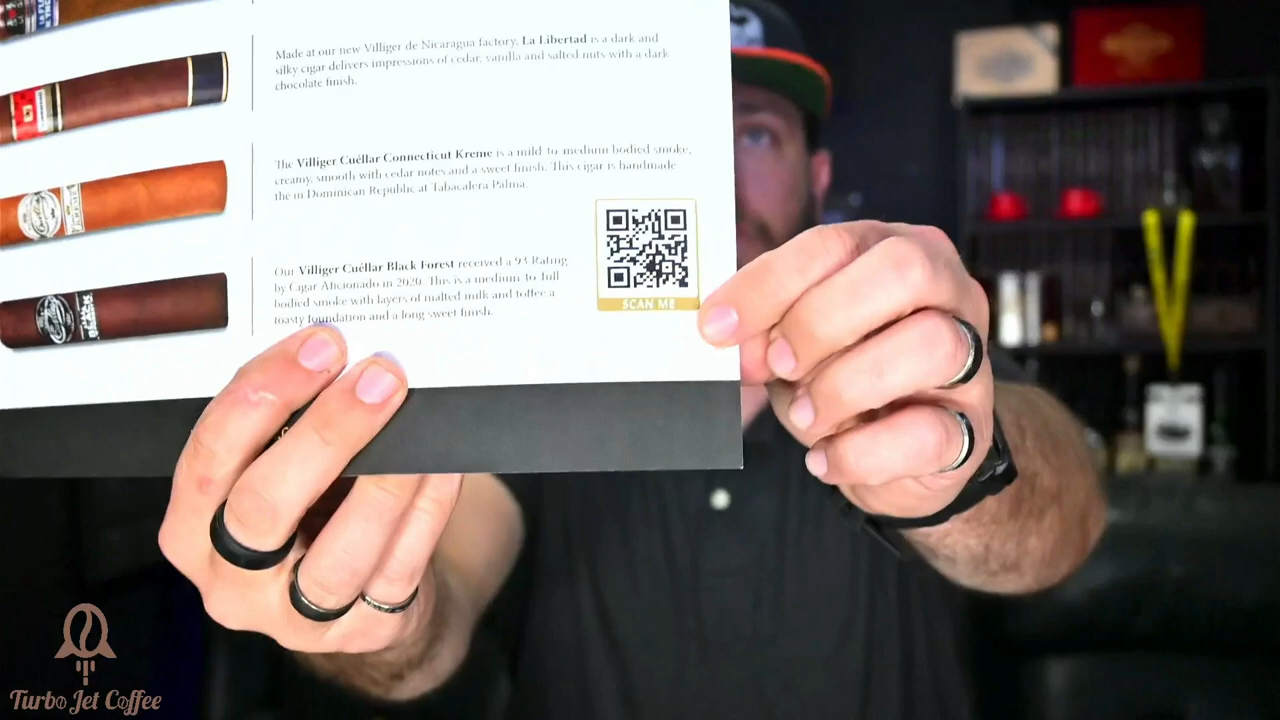 Made at our new Villiger de Nicaragua factory. La Libertad is a dark and
silky cigar delivers impressions of cedar, vanilla and salted nuts with a dark
chocolate finish.
The Villiger Cuéllar Connecticut Kreme is a mild-to-medium bodied smoke,
creamy, smooth with cedar notes and a sweet finish. This cigar is handmade
the in Dominican Republic at Tabacalera Palma.
Our Villiger Cuéllar Black Forest received a 93 Rating
by Cigar Aficionado in 2020. This is a medium-to-full
bodied smoke with layers of malted milk and toffee a
toasty foundation and a long sweet finish.
SCAN ME
Turbo Jet Coffee